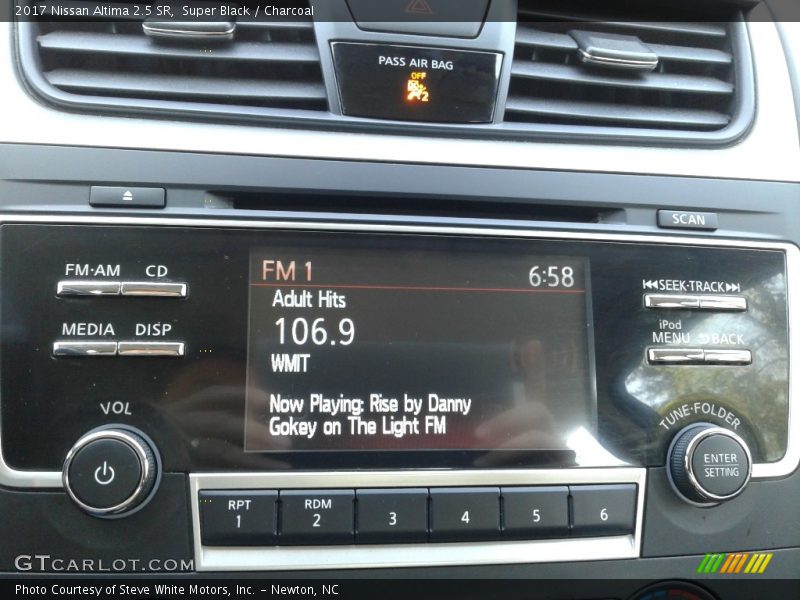 2017 Nissan Altima 2.5 SR, Super Black / Charcoal
PASS AIR BAG
OFF
2
SCAN
FM·AM CD
MEDIA DISP
VOL
FM 1 6:58
Adult Hits
106.9
WMIT
Now Playing: Rise by Danny
Gokey on The Light FM
SEEK·TRACK
iPod
MENU BACK
TUNE·FOLDER
ENTER
SETTING
RPT RDM
1 2 3 4 5 6
GTCARLOT.COM
Photo Courtesy of Steve White Motors, Inc. – Newton, NC